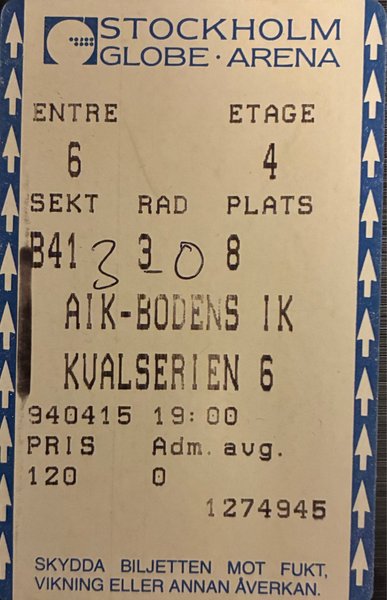 STOCKHOLM
GLOBE·ARENA
ENTRE ETAGE
6 4
SEKT RAD PLATS
B41 3 8
3-0
AIK-BODENS IK
KVALSERIEN 6
940415 19:00
PRIS Adm. avg.
120 0
1274945
SKYDDA BILJETTEN MOT FUKT,
VIKNING ELLER ANNAN ÅVERKAN.